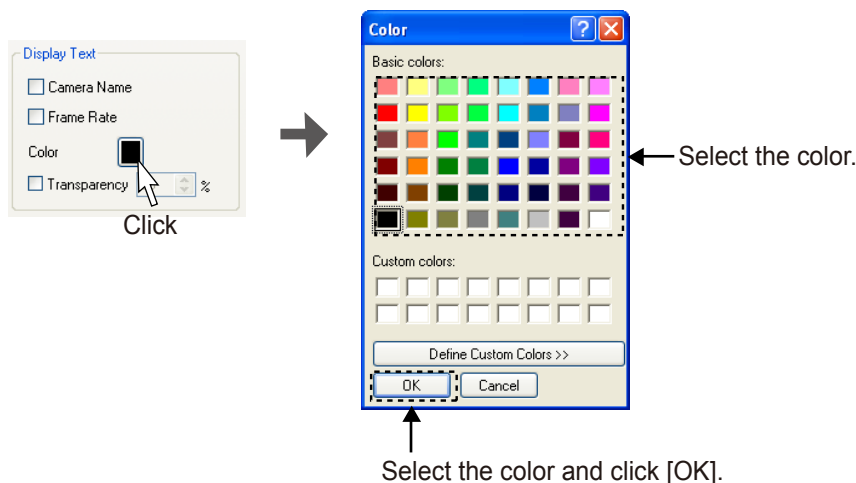 Display Text
Camera Name
Frame Rate
Color
Transparency %
Click
Color
Basic colors:
Select the color.
Custom colors:
Define Custom Colors >>
OK Cancel
Select the color and click [OK].